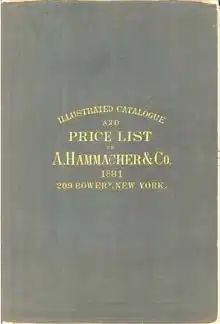 ILLUSTRATED CATALOGUE
AND
PRICE LIST
OF
A. HAMMACHER & CO.
1881
209 BOWERY, NEW YORK.